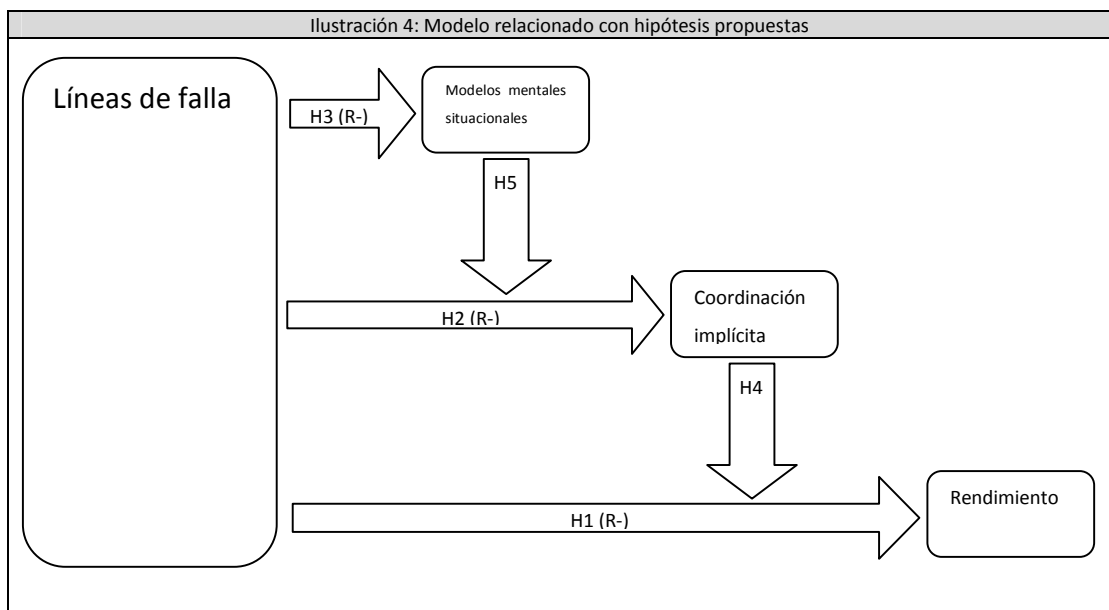 Ilustración 4: Modelo relacionado con hipótesis propuestas
Líneas de falla
H3 (R-)
Modelos mentales
situacionales
H5
H2 (R-)
Coordinación
implícita
H4
H1 (R-)
Rendimiento